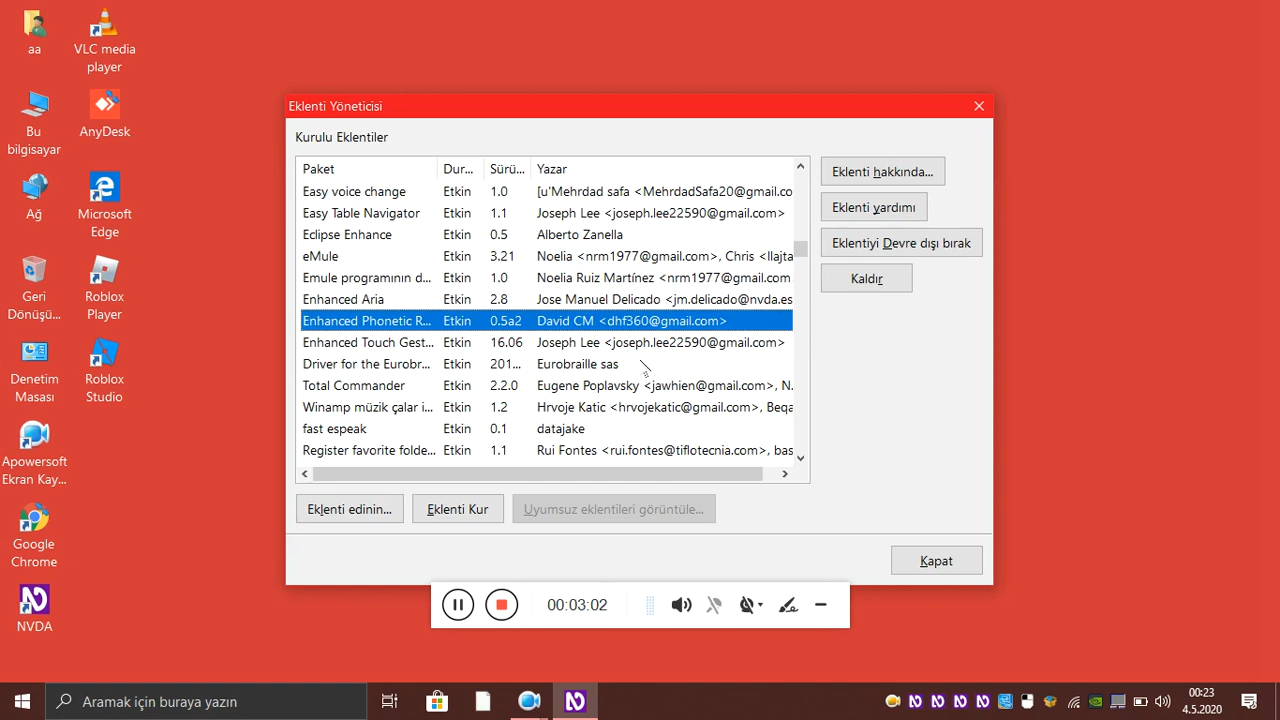 aa
VLC media
player
Bu
bilgisayar
AnyDesk
Ağ
Microsoft
Edge
Geri
Dönüşü...
Roblox
Player
Denetim
Masası
Roblox
Studio
Apowersoft
Ekran Kay...
Google
Chrome
NVDA
Eklenti Yöneticisi
Kurulu Eklentiler
Paket Dur... Sürü... Yazar
Easy voice change Etkin 1.0 [u'Mehrdad safa <MehrdadSafa20@gmail.co
Easy Table Navigator Etkin 1.1 Joseph Lee <joseph.lee22590@gmail.com>
Eclipse Enhance Etkin 0.5 Alberto Zanella
eMule Etkin 3.21 Noelia <nrm1977@gmail.com>, Chris <llajta
Emule programının d... Etkin 1.0 Noelia Ruiz Martínez <nrm1977@gmail.com
Enhanced Aria Etkin 2.8 Jose Manuel Delicado <jm.delicado@nvda.es
Enhanced Phonetic R... Etkin 0.5a2 David CM <dhf360@gmail.com>
Enhanced Touch Gest... Etkin 16.06 Joseph Lee <joseph.lee22590@gmail.com>
Driver for the Eurobr... Etkin 201... Eurobraille sas
Total Commander Etkin 2.2.0 Eugene Poplavsky <jawhien@gmail.com>, N.
Winamp müzik çalar i... Etkin 1.2 Hrvoje Katic <hrvojekatic@gmail.com>, Beqa
fast espeak Etkin 0.1 datajake
Register favorite folde... Etkin 1.1 Rui Fontes <rui.fontes@tiflotecnia.com>, bas
Eklenti hakkında...
Eklenti yardımı
Eklentiyi Devre dışı bırak
Kaldır
Eklenti edinin... Eklenti Kur Uyumsuz eklentileri görüntüle...
Kapat
00:03:02
Aramak için buraya yazın
00:23
4.5.2020